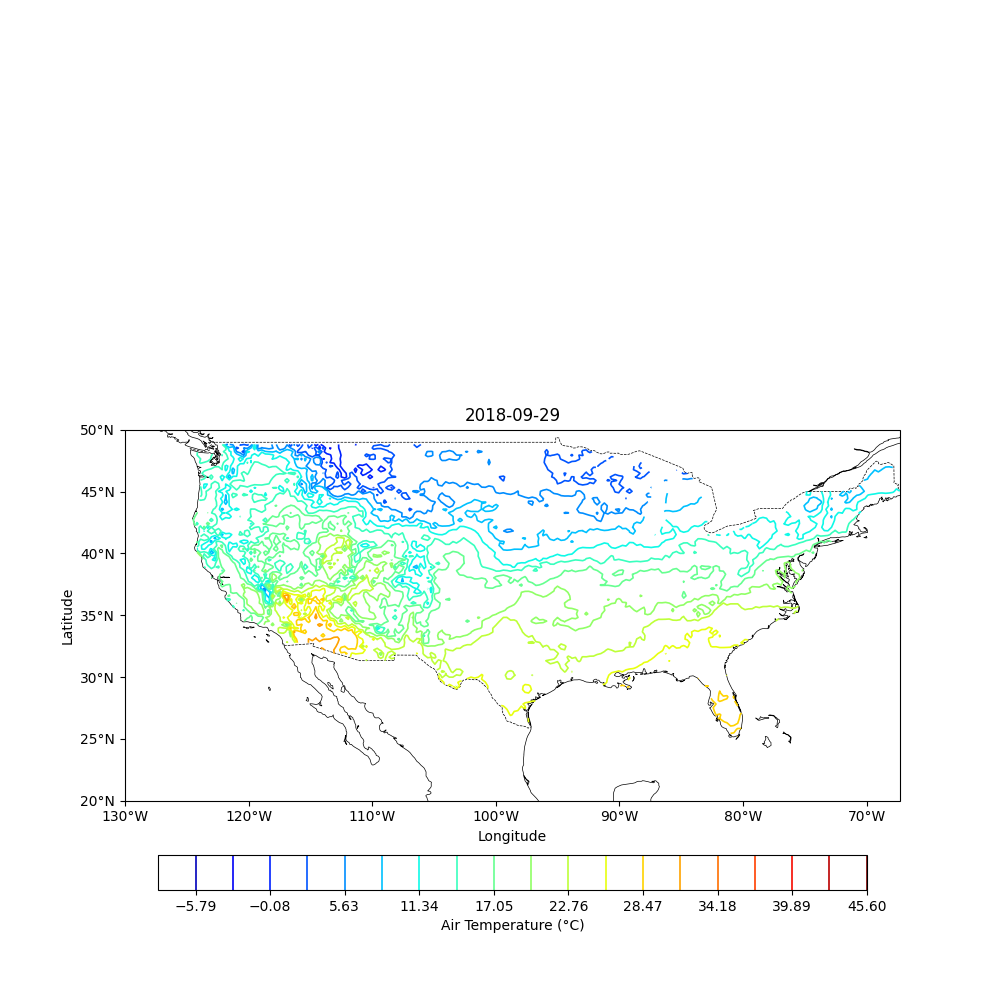 2018-09-29
50°N
45°N
40°N
35°N
30°N
25°N
20°N
Latitude
130°W 120°W 110°W 100°W 90°W 80°W 70°W
Longitude
−5.79 −0.08 5.63 11.34 17.05 22.76 28.47 34.18 39.89 45.60
Air Temperature (°C)